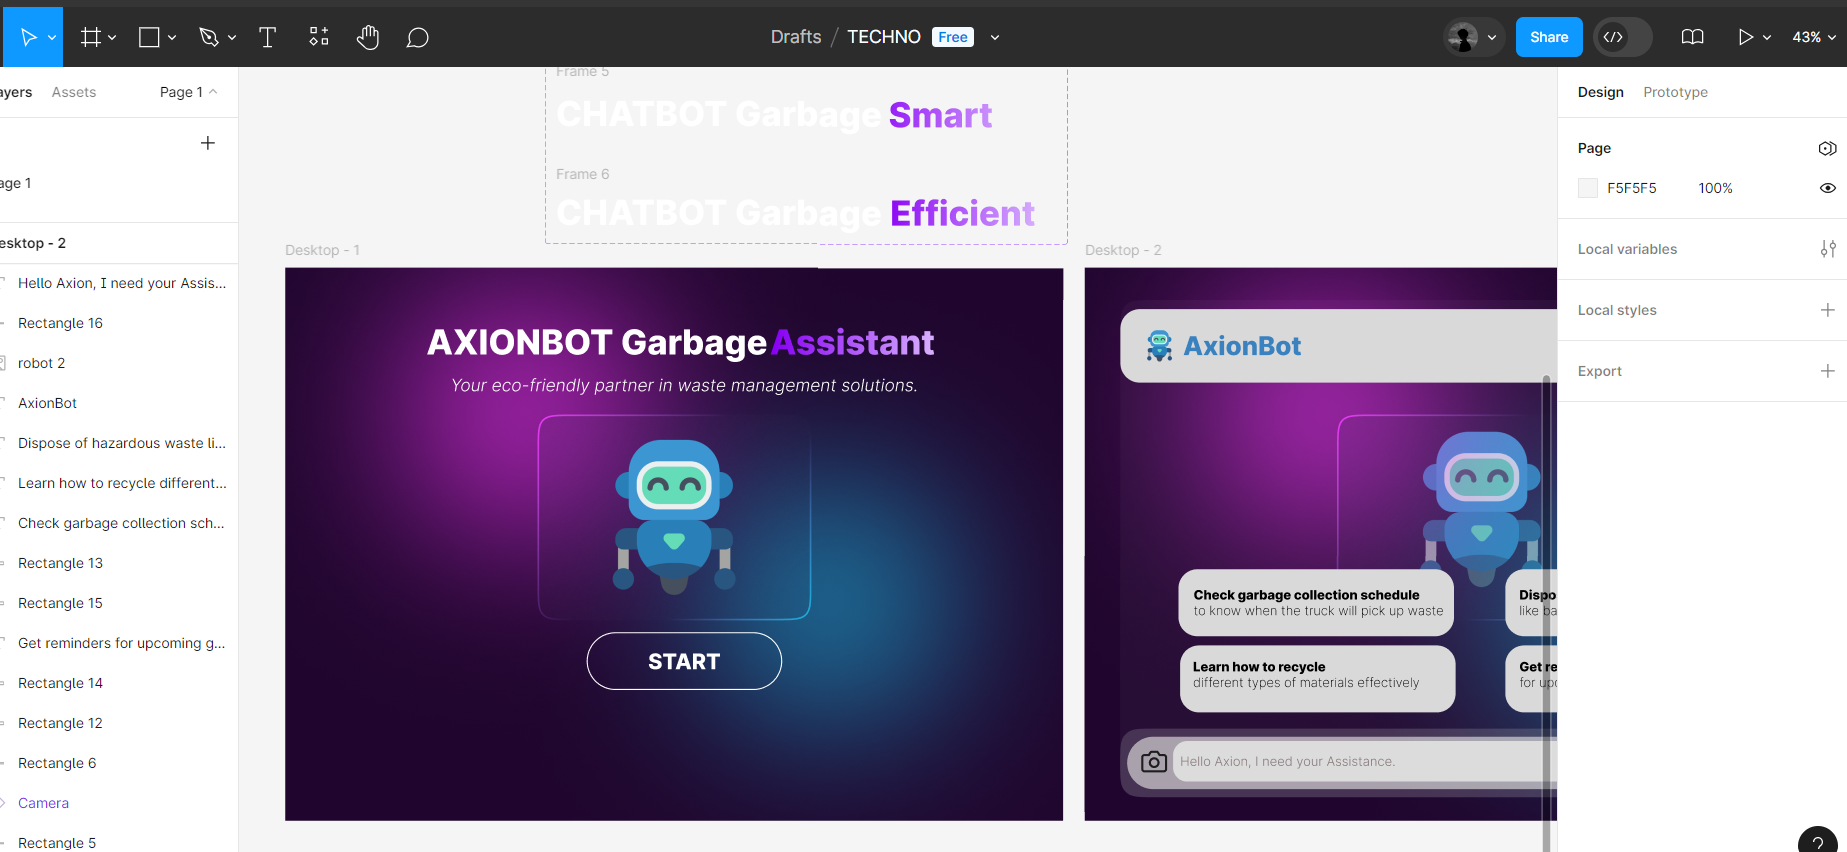 Drafts / TECHNO Free
Share
43%
ayers Assets Page 1
age 1
esktop - 2
Hello Axion, I need your Assis...
Rectangle 16
robot 2
AxionBot
Dispose of hazardous waste li...
Learn how to recycle different...
Check garbage collection sch...
Rectangle 13
Rectangle 15
Get reminders for upcoming g...
Rectangle 14
Rectangle 12
Rectangle 6
Camera
Rectangle 5
Frame 5
CHATBOT Garbage Smart
Frame 6
CHATBOT Garbage Efficient
Desktop - 1
AXIONBOT Garbage Assistant
Your eco-friendly partner in waste management solutions.
START
Desktop - 2
AxionBot
Check garbage collection schedule
to know when the truck will pick up waste
Dispo
like ba
Learn how to recycle
different types of materials effectively
Get re
for upc
Hello Axion, I need your Assistance.
Design Prototype
Page
F5F5F5 100%
Local variables
Local styles
Export
?